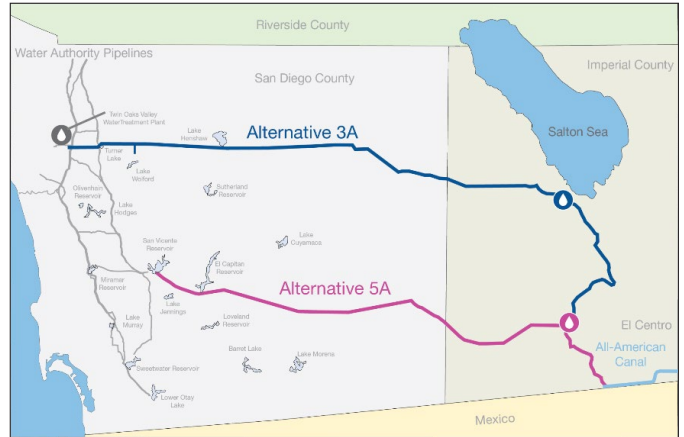 Riverside County
Water Authority Pipelines
San Diego County
Imperial County
Twin Oaks Valley
WaterTreatment Plant
Lake
Henshaw
Alternative 3A
Salton Sea
Turner
Lake
Lake
Wolford
Olivenhain
Reservoir
Lake
Hodges
Sutherland
Reservoir
San Vicente
Reservoir
El Capitan
Reservoir
Lake
Cuyamaca
Miramar
Reservoir
Lake
Jennings
Alternative 5A
Lake
Murray
Loveland
Reservoir
El Centro
All-American
Canal
Sweetwater Reservoir
Barret Lake
Lake Morena
Lower Otay
Lake
Mexico